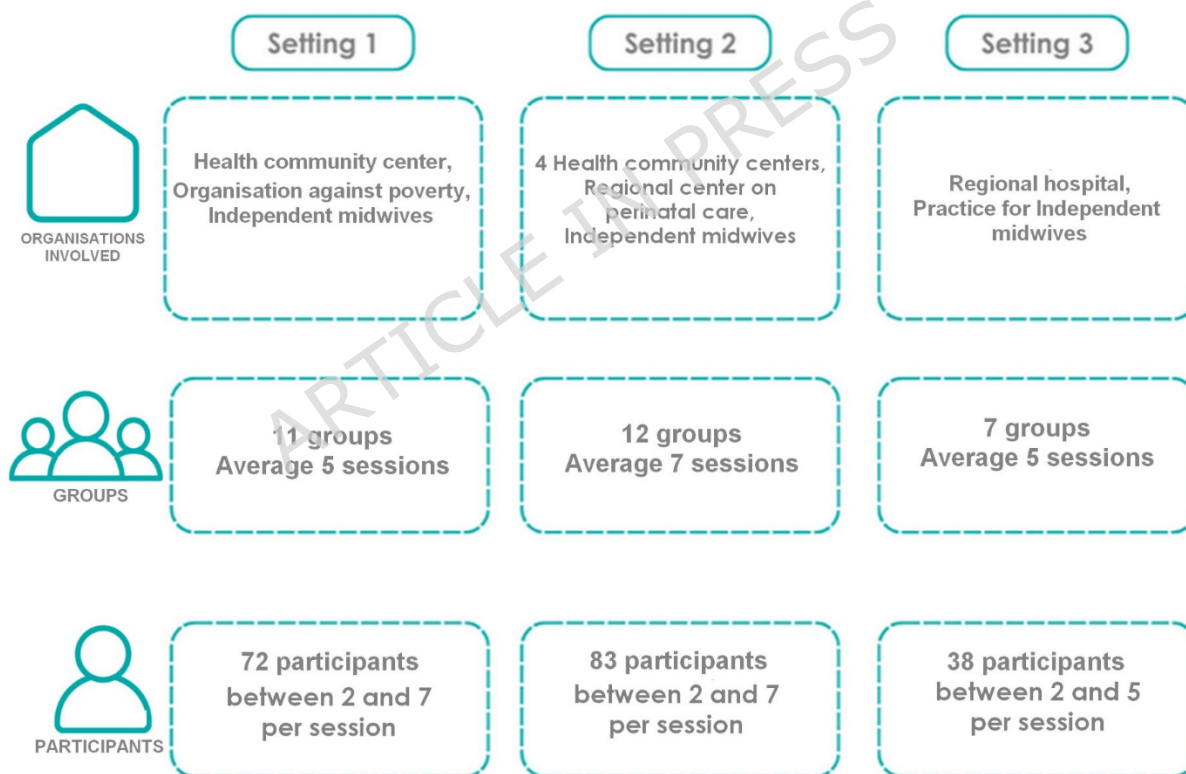 Setting 1
Setting 2
Setting 3
ORGANISATIONS
INVOLVED
Health community center,
Organisation against poverty,
Independent midwives
4 Health community centers,
Regional center on
perinatal care,
Independent midwives
Regional hospital,
Practice for Independent
midwives
GROUPS
11 groups
Average 5 sessions
12 groups
Average 7 sessions
7 groups
Average 5 sessions
PARTICIPANTS
72 participants
between 2 and 7
per session
83 participants
between 2 and 7
per session
38 participants
between 2 and 5
per session
ARTICLE IN PRESS